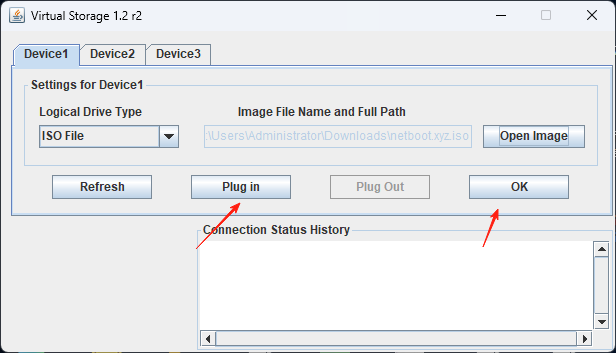 Virtual Storage 1.2 r2
Device1 Device2 Device3
Settings for Device1
Logical Drive Type Image File Name and Full Path
ISO File :\Users\Administrator\Downloads\netboot.xyz.iso Open Image
Refresh Plug in Plug Out OK
Connection Status History